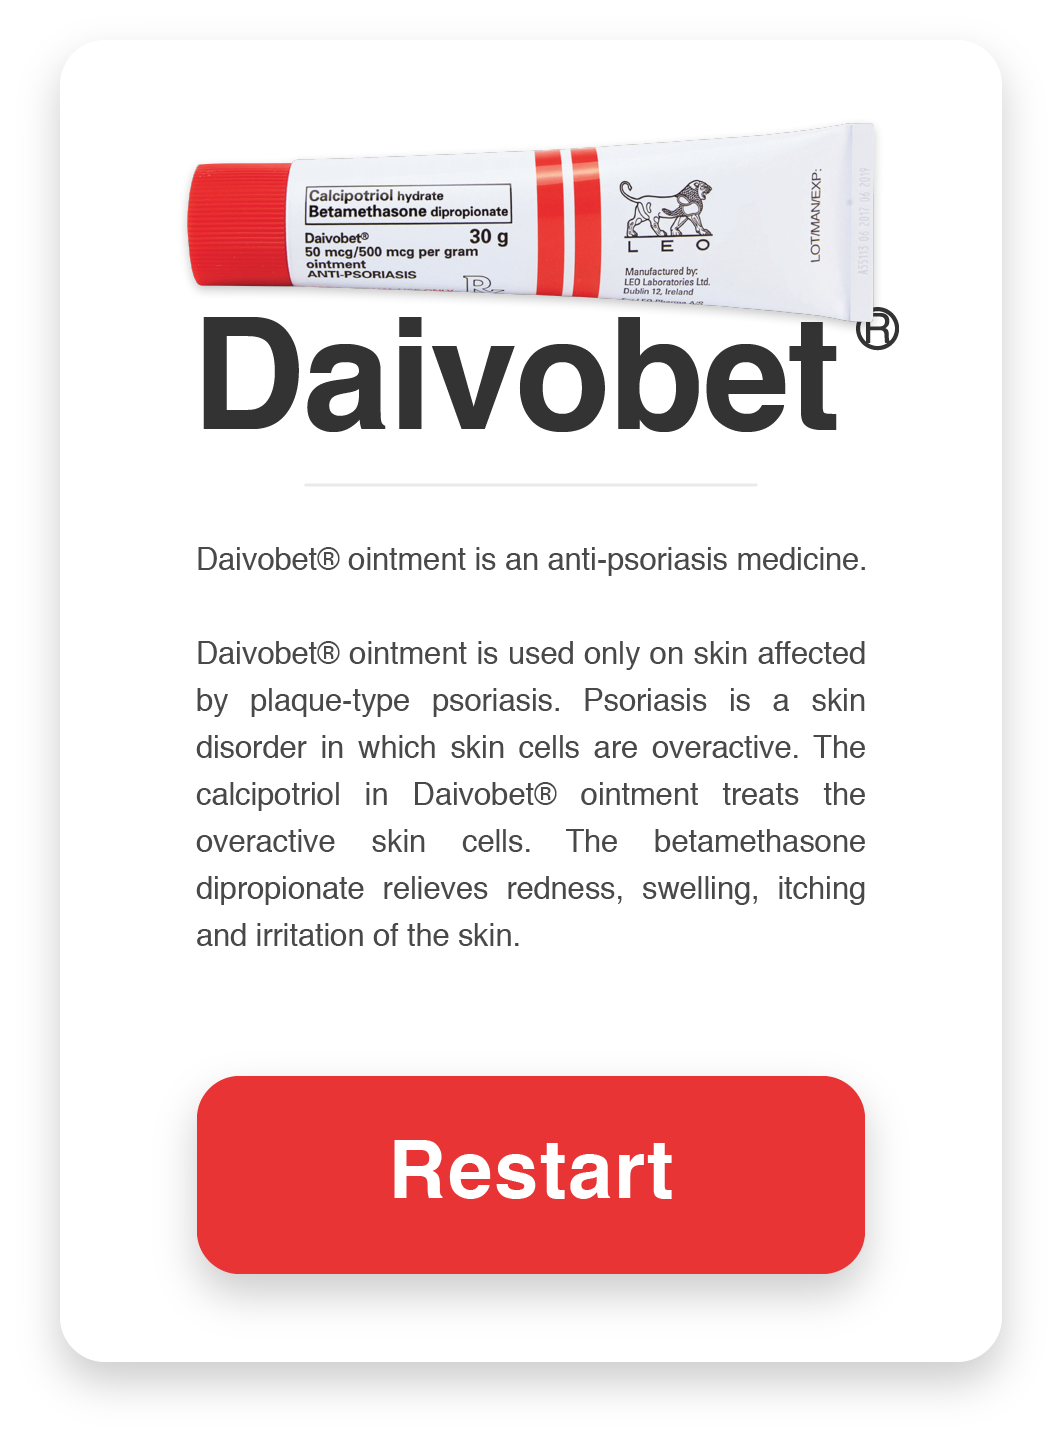 Calcipotriol hydrate
Betamethasone dipropionate
Daivobet® 30 g
50 mcg/500 mcg per gram
ointment
ANTI-PSORIASIS
LEO
Manufactured by:
LEO Laboratories Ltd.
Dublin 12, Ireland
LOT/MAN/EXP:
06 2017 06 2019
Daivobet®
Daivobet® ointment is an anti-psoriasis medicine.
Daivobet® ointment is used only on skin affected
by plaque-type psoriasis. Psoriasis is a skin
disorder in which skin cells are overactive. The
calcipotriol in Daivobet® ointment treats the
overactive skin cells. The betamethasone
dipropionate relieves redness, swelling, itching
and irritation of the skin.
Restart